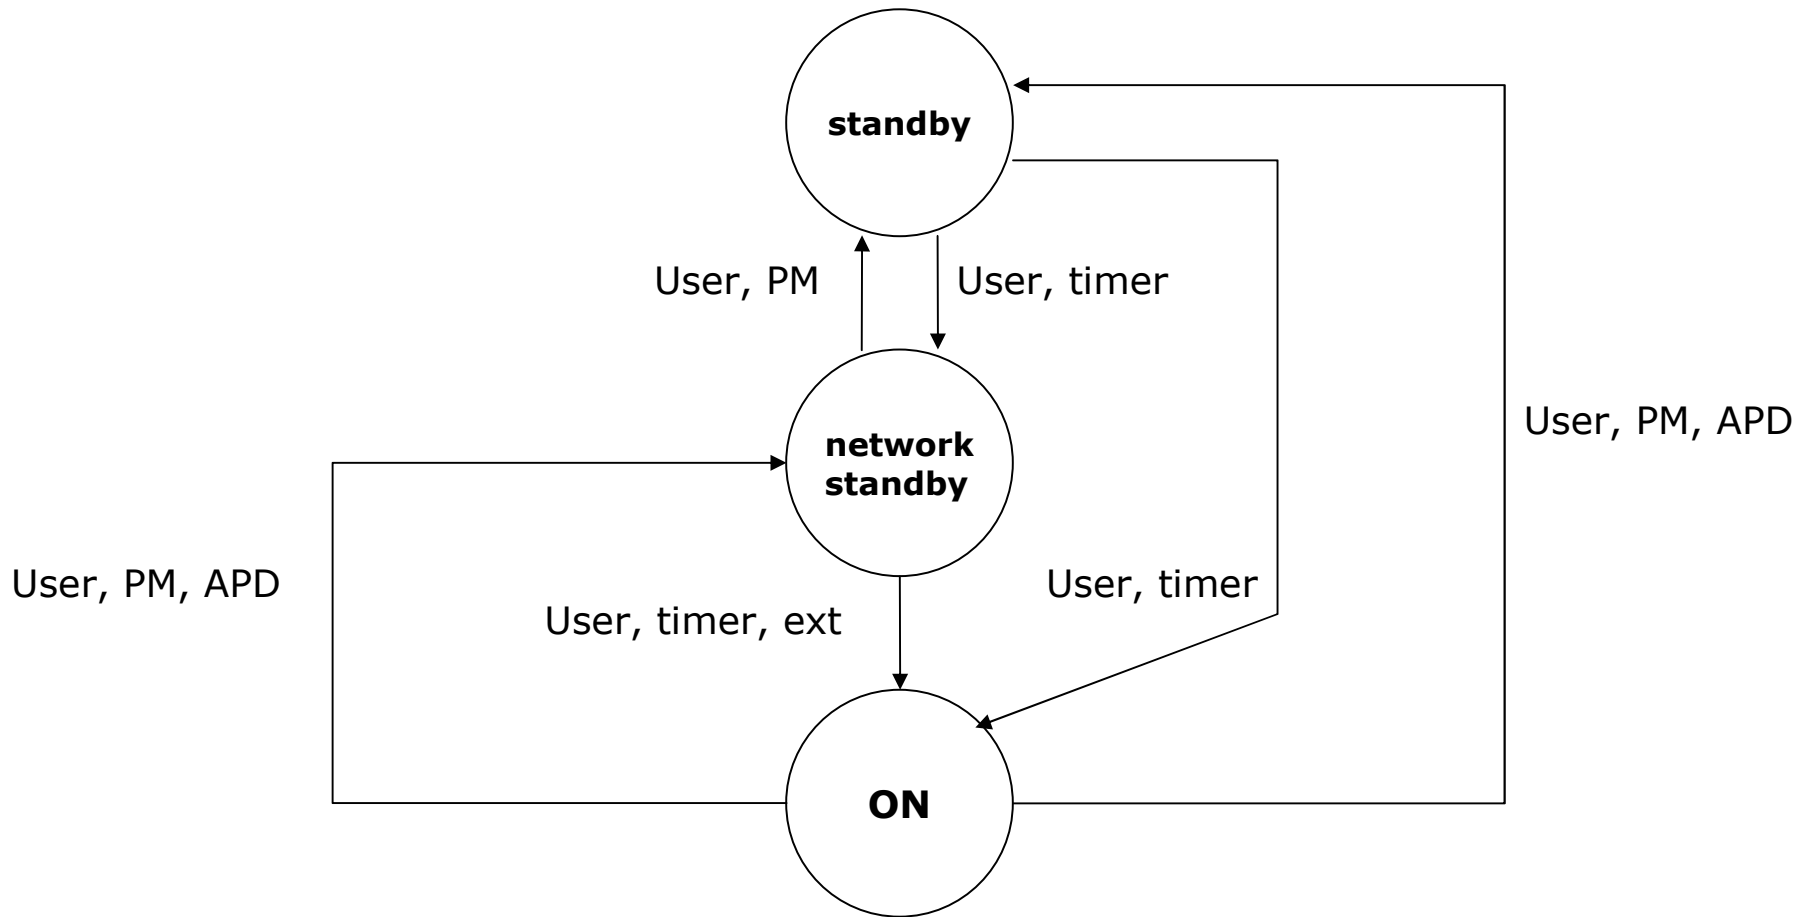 standby
User, PM
User, timer
User, PM, APD
network
standby
User, PM, APD
User, timer
User, timer, ext
ON